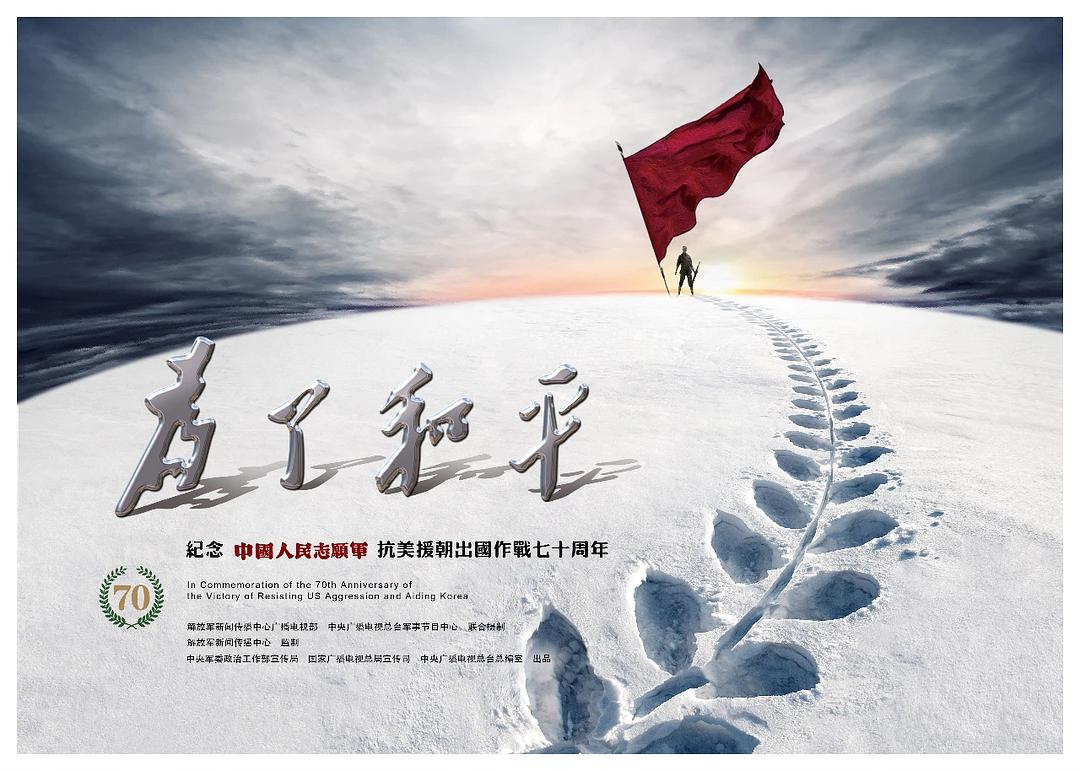 为了和平
紀念 中國人民志願軍 抗美援朝出國作戰七十周年
70
In Commemoration of the 70th Anniversary of
the Victory of Resisting US Aggression and Aiding Korea
解放军新闻传播中心广播电视部 中央广播电视总台军事节目中心 联合摄制
解放军新闻传播中心 监制
中央军委政治工作部宣传局 国家广播电视总局宣传司 中央广播电视总台总编室 出品